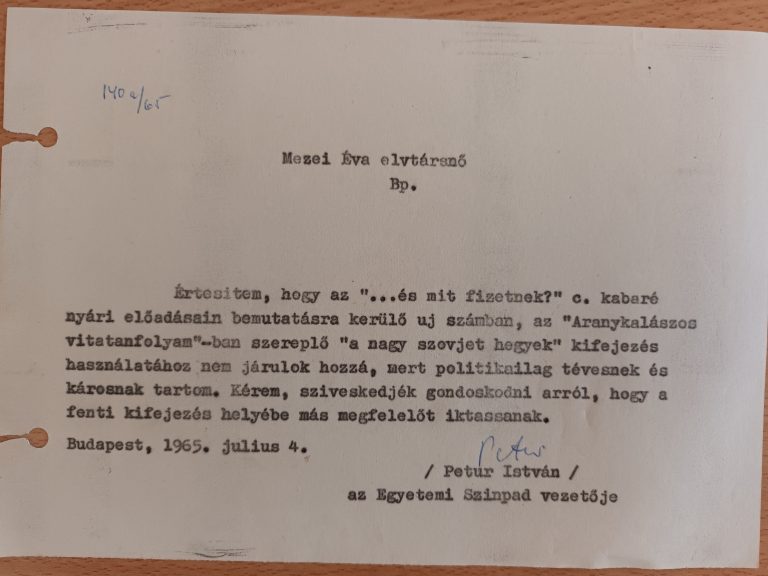 140a/65
Mezei Éva elvtársnő
Bp.
Értesitem, hogy az "...és mit fizetnek?" c. kabaré
nyári előadásain bemutatásra kerülő uj számban, az "Aranykalászos
vitatanfolyam"-ban szereplő "a nagy szovjet hegyek" kifejezés
használatához nem járulok hozzá, mert politikailag tévesnek és
károsnak tartom. Kérem, sziveskedjék gondoskodni arról, hogy a
fenti kifejezés helyébe más megfelelőt iktassanak.
Budapest, 1965. julius 4.
Petur
/ Petur István /
az Egyetemi Szinpad vezetője